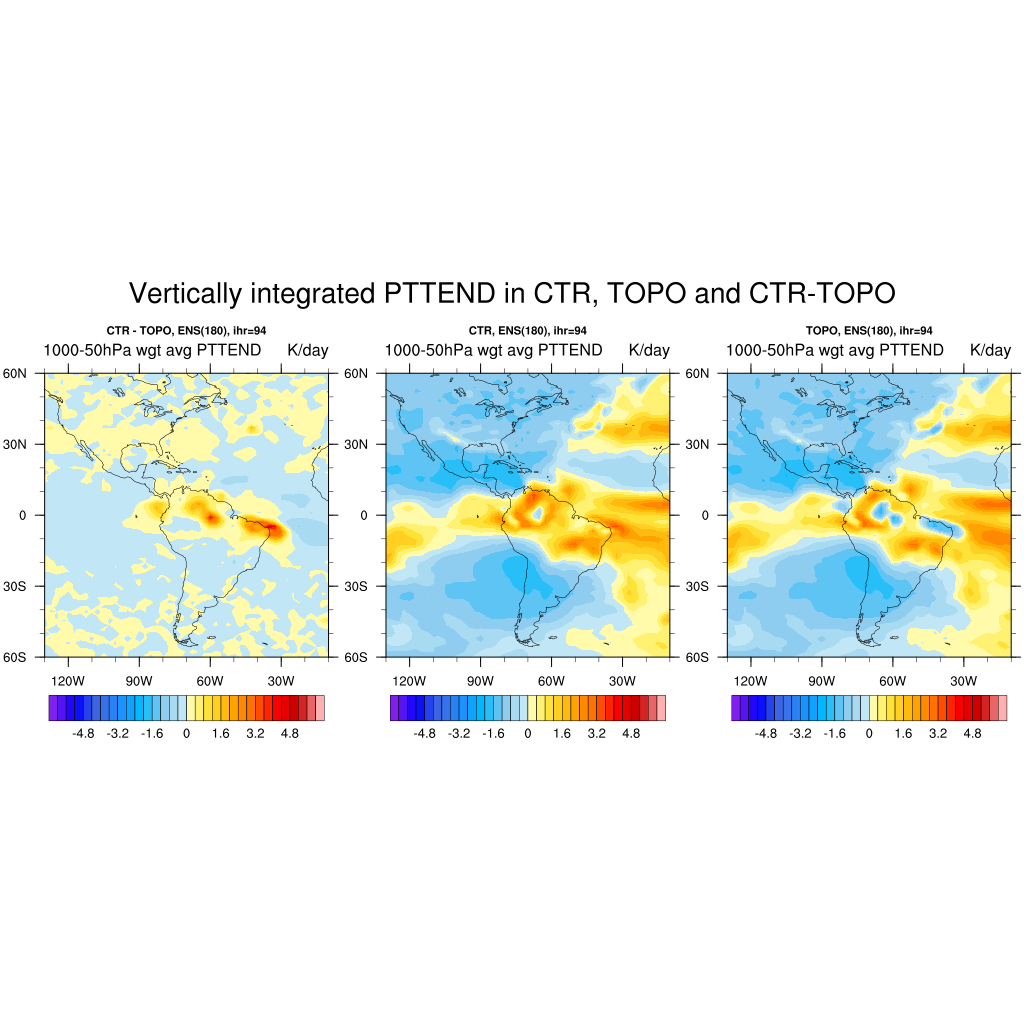 Vertically integrated PTTEND in CTR, TOPO and CTR-TOPO
CTR - TOPO, ENS(180), ihr=94
1000-50hPa wgt avg PTTEND K/day
60N
30N
0
30S
60S
120W 90W 60W 30W
-4.8 -3.2 -1.6 0 1.6 3.2 4.8
CTR, ENS(180), ihr=94
1000-50hPa wgt avg PTTEND K/day
60N
30N
0
30S
60S
120W 90W 60W 30W
-4.8 -3.2 -1.6 0 1.6 3.2 4.8
TOPO, ENS(180), ihr=94
1000-50hPa wgt avg PTTEND K/day
60N
30N
0
30S
60S
120W 90W 60W 30W
-4.8 -3.2 -1.6 0 1.6 3.2 4.8